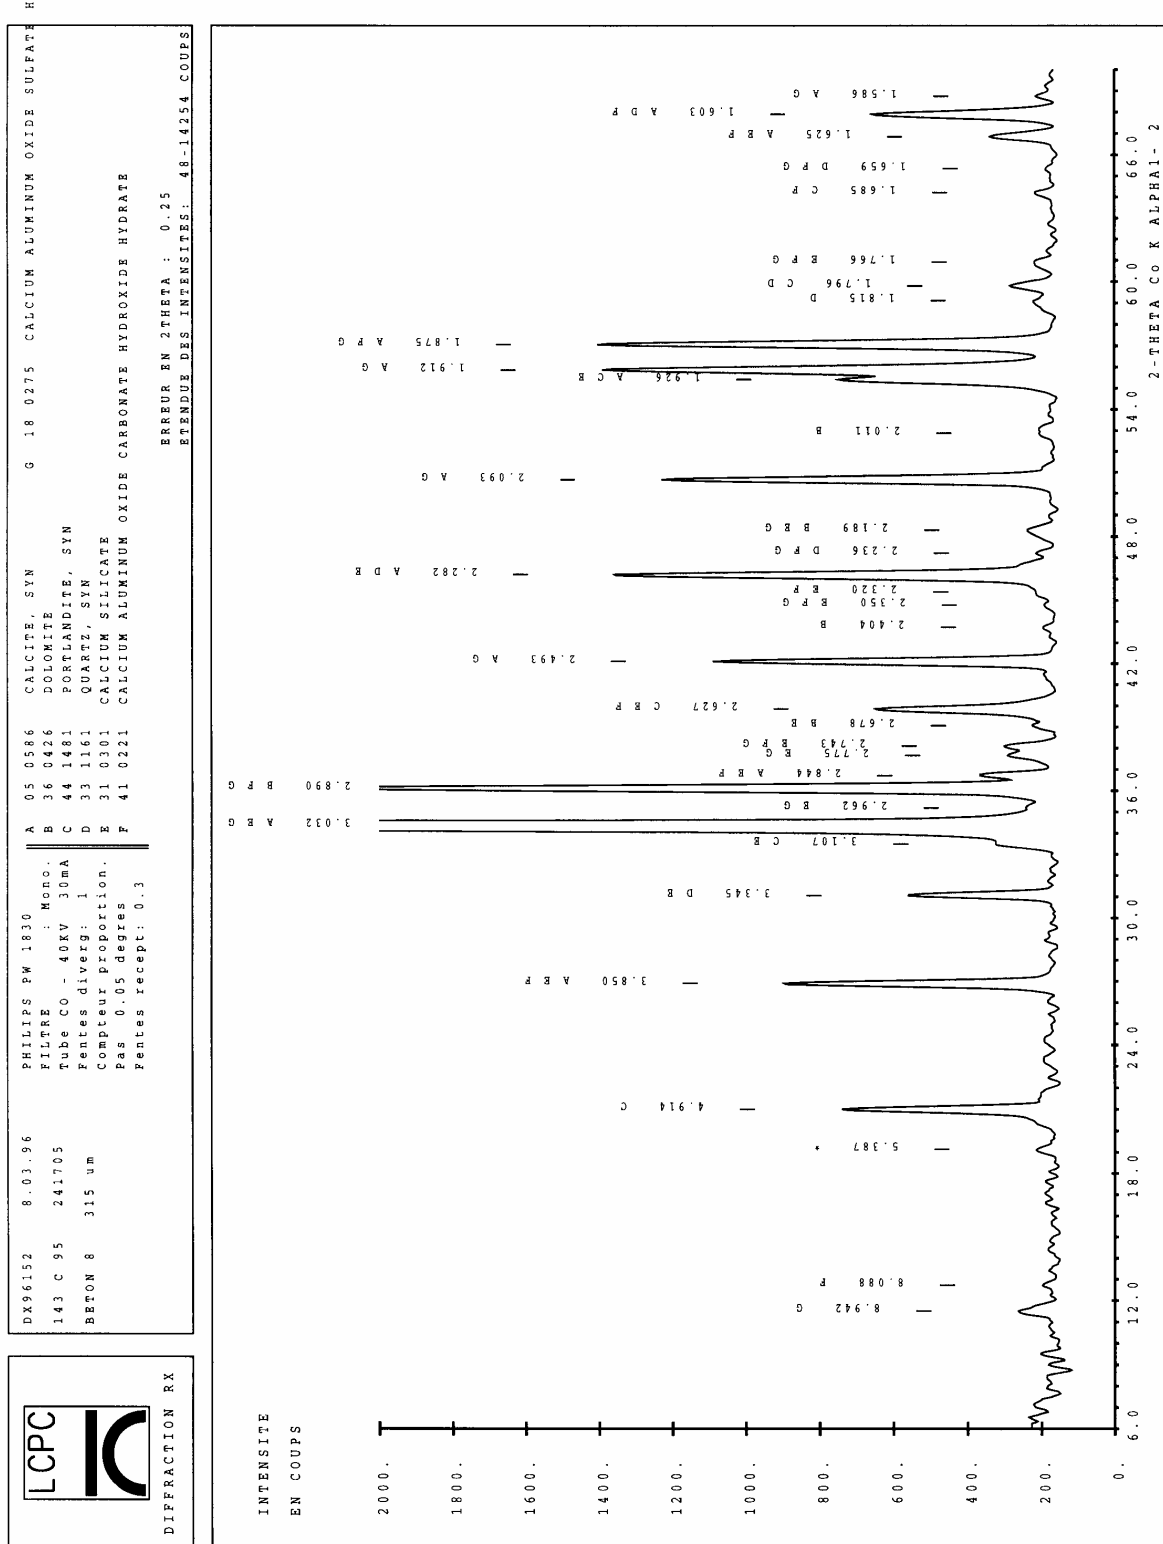 LCPC
DIFFRACTION RX
DX96152 8.03.96
143 C 95 241705
BETON 8 315 um
PHILIPS PW 1830
FILTRE : Mono.
Tube CO - 40KV 30mA
Fentes diverg: 1
Compteur proportion.
Pas 0.05 degres
Fentes recept: 0.3
A 05 0586 CALCITE, SYN
B 36 0426 DOLOMITE
C 44 1481 PORTLANDITE, SYN
D 33 1161 QUARTZ, SYN
E 31 0301 CALCIUM SILICATE
F 41 0221 CALCIUM ALUMINUM OXIDE CARBONATE HYDROXIDE HYDRATE
G 18 0275 CALCIUM ALUMINUM OXIDE SULFATE H
ERREUR EN 2THETA : 0.25
ETENDUE DES INTENSITES: 48-14254 COUPS
INTENSITE
EN COUPS
2000.
1800.
1600.
1400.
1200.
1000.
800.
600.
400.
200.
0.
8.942 G
8.088 F
5.387 *
4.914 C
3.850 A E F
3.345 D E
3.107 C E
3.032 A E G
2.962 E G
2.890 B F G
2.844 A E F
2.775 E G
2.743 E F G
2.678 B E
2.627 C E F
2.493 A G
2.404 B
2.350 E F G
2.320 E F
2.282 A D E
2.236 D F G
2.189 B E G
2.093 A G
2.011 B
1.926 A C E
1.912 A G
1.875 A F G
1.815 D
1.796 C D
1.766 E F G
1.685 C F
1.659 D F G
1.625 A E F
1.603 A D F
1.586 A G
6.0 12.0 18.0 24.0 30.0 36.0 42.0 48.0 54.0 60.0 66.0
2-THETA Co K ALPHA1- 2